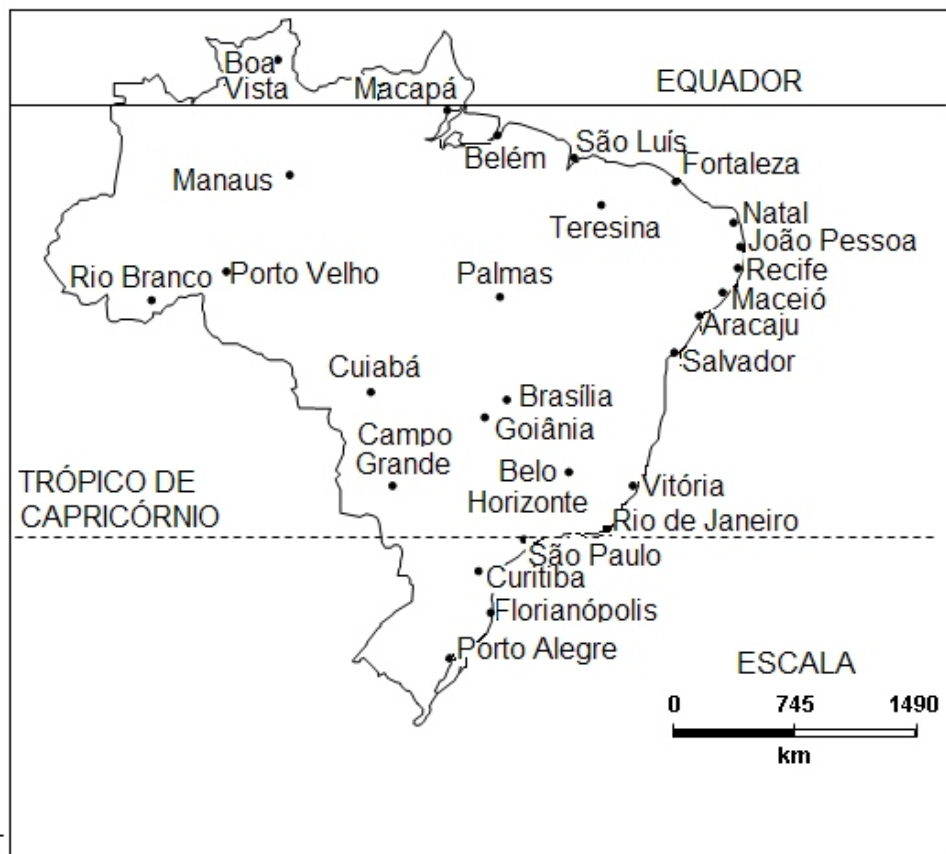 Boa
Vista
Macapá
EQUADOR
Belém
São Luís
Fortaleza
Manaus
Teresina
Natal
João Pessoa
Rio Branco
Porto Velho
Palmas
Recife
Maceió
Aracaju
Salvador
Cuiabá
Brasília
Goiânia
Campo
Grande
Belo
Horizonte
Vitória
TRÓPICO DE
CAPRICÓRNIO
Rio de Janeiro
São Paulo
Curitiba
Florianópolis
Porto Alegre
ESCALA
0 745 1490
km